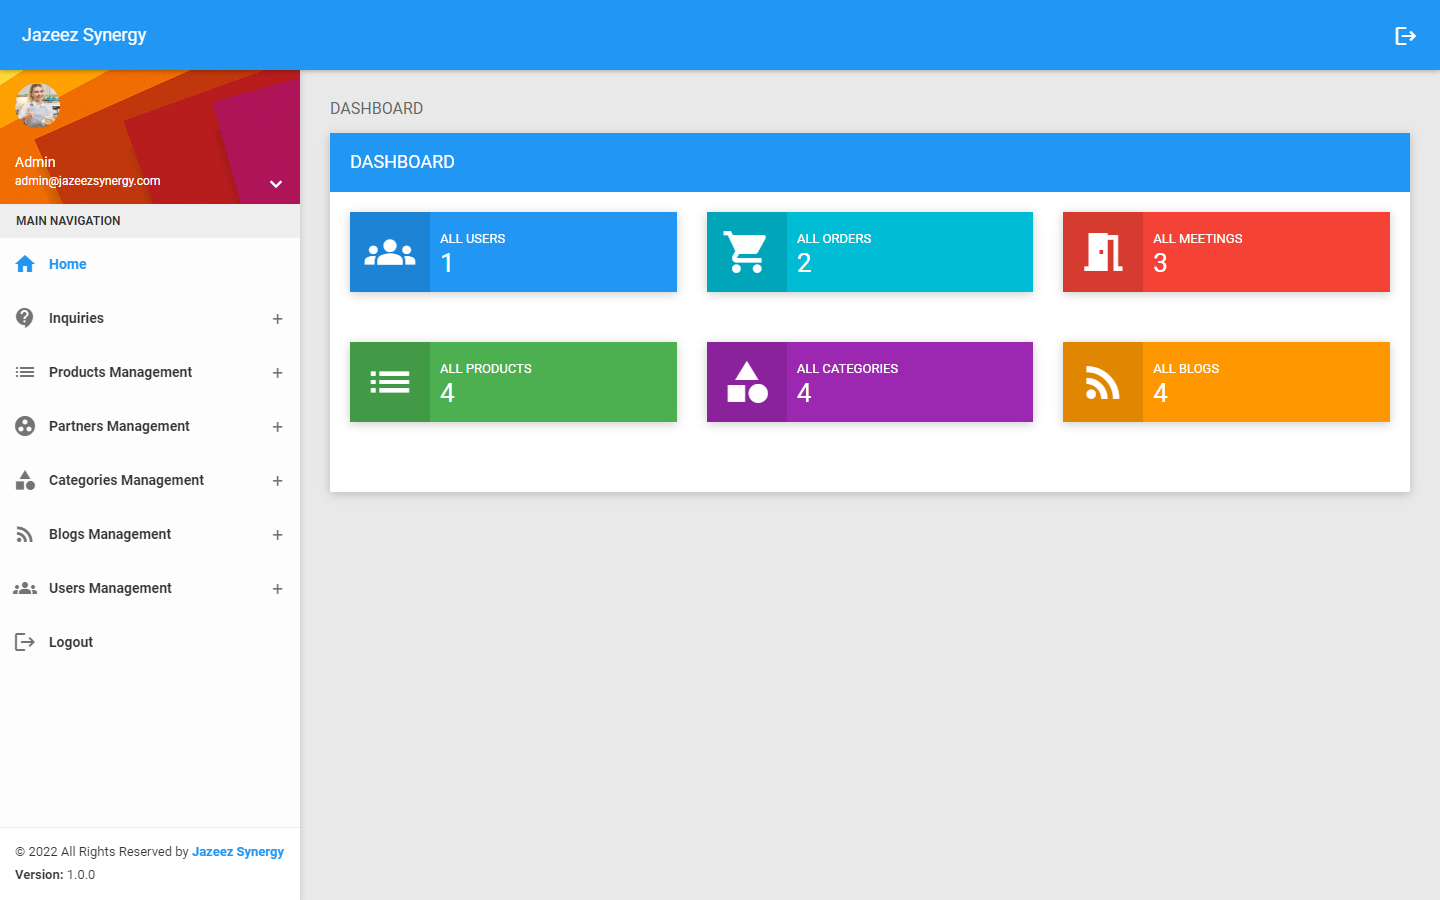 Jazeez Synergy
Admin
admin@jazeezsynergy.com
MAIN NAVIGATION
Home
Inquiries +
Products Management +
Partners Management +
Categories Management +
Blogs Management +
Users Management +
Logout
© 2022 All Rights Reserved by Jazeez Synergy
Version: 1.0.0
DASHBOARD
DASHBOARD
ALL USERS
1
ALL ORDERS
2
ALL MEETINGS
3
ALL PRODUCTS
4
ALL CATEGORIES
4
ALL BLOGS
4